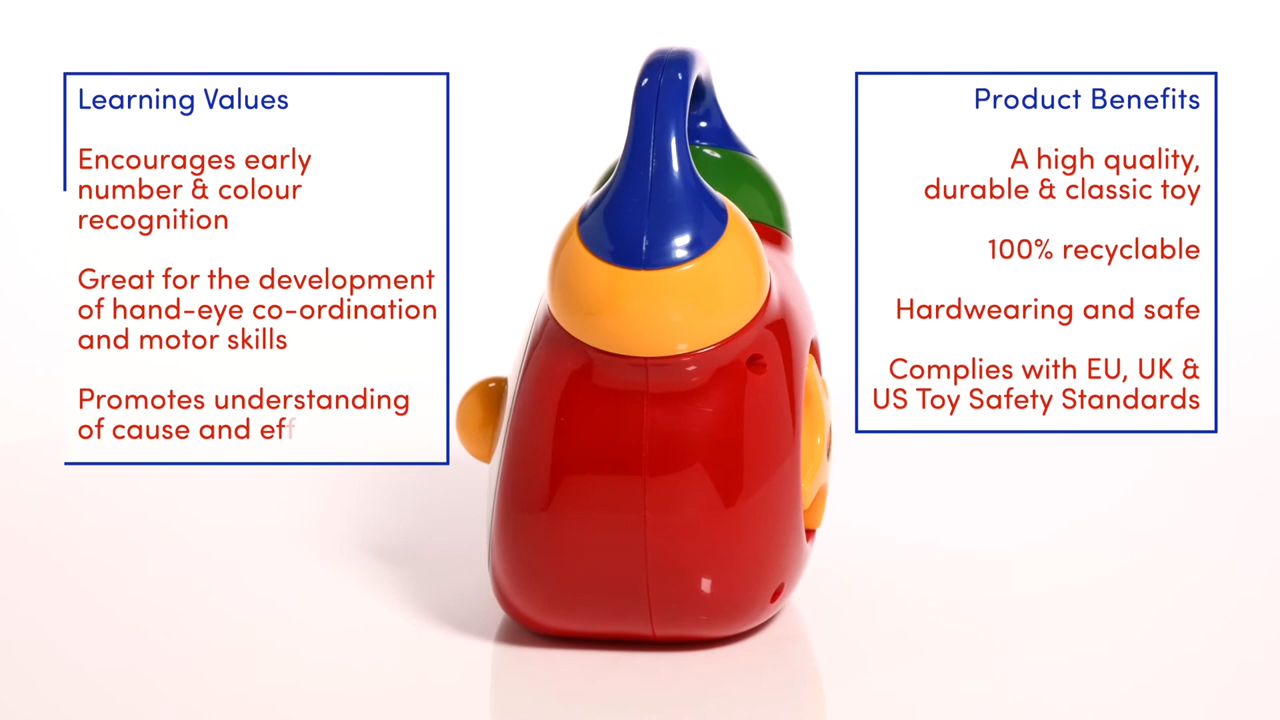 Learning Values
Encourages early
number & colour
recognition
Great for the development
of hand-eye co-ordination
and motor skills
Promotes understanding
of cause and eff
Product Benefits
A high quality,
durable & classic toy
100% recyclable
Hardwearing and safe
Complies with EU, UK &
US Toy Safety Standards